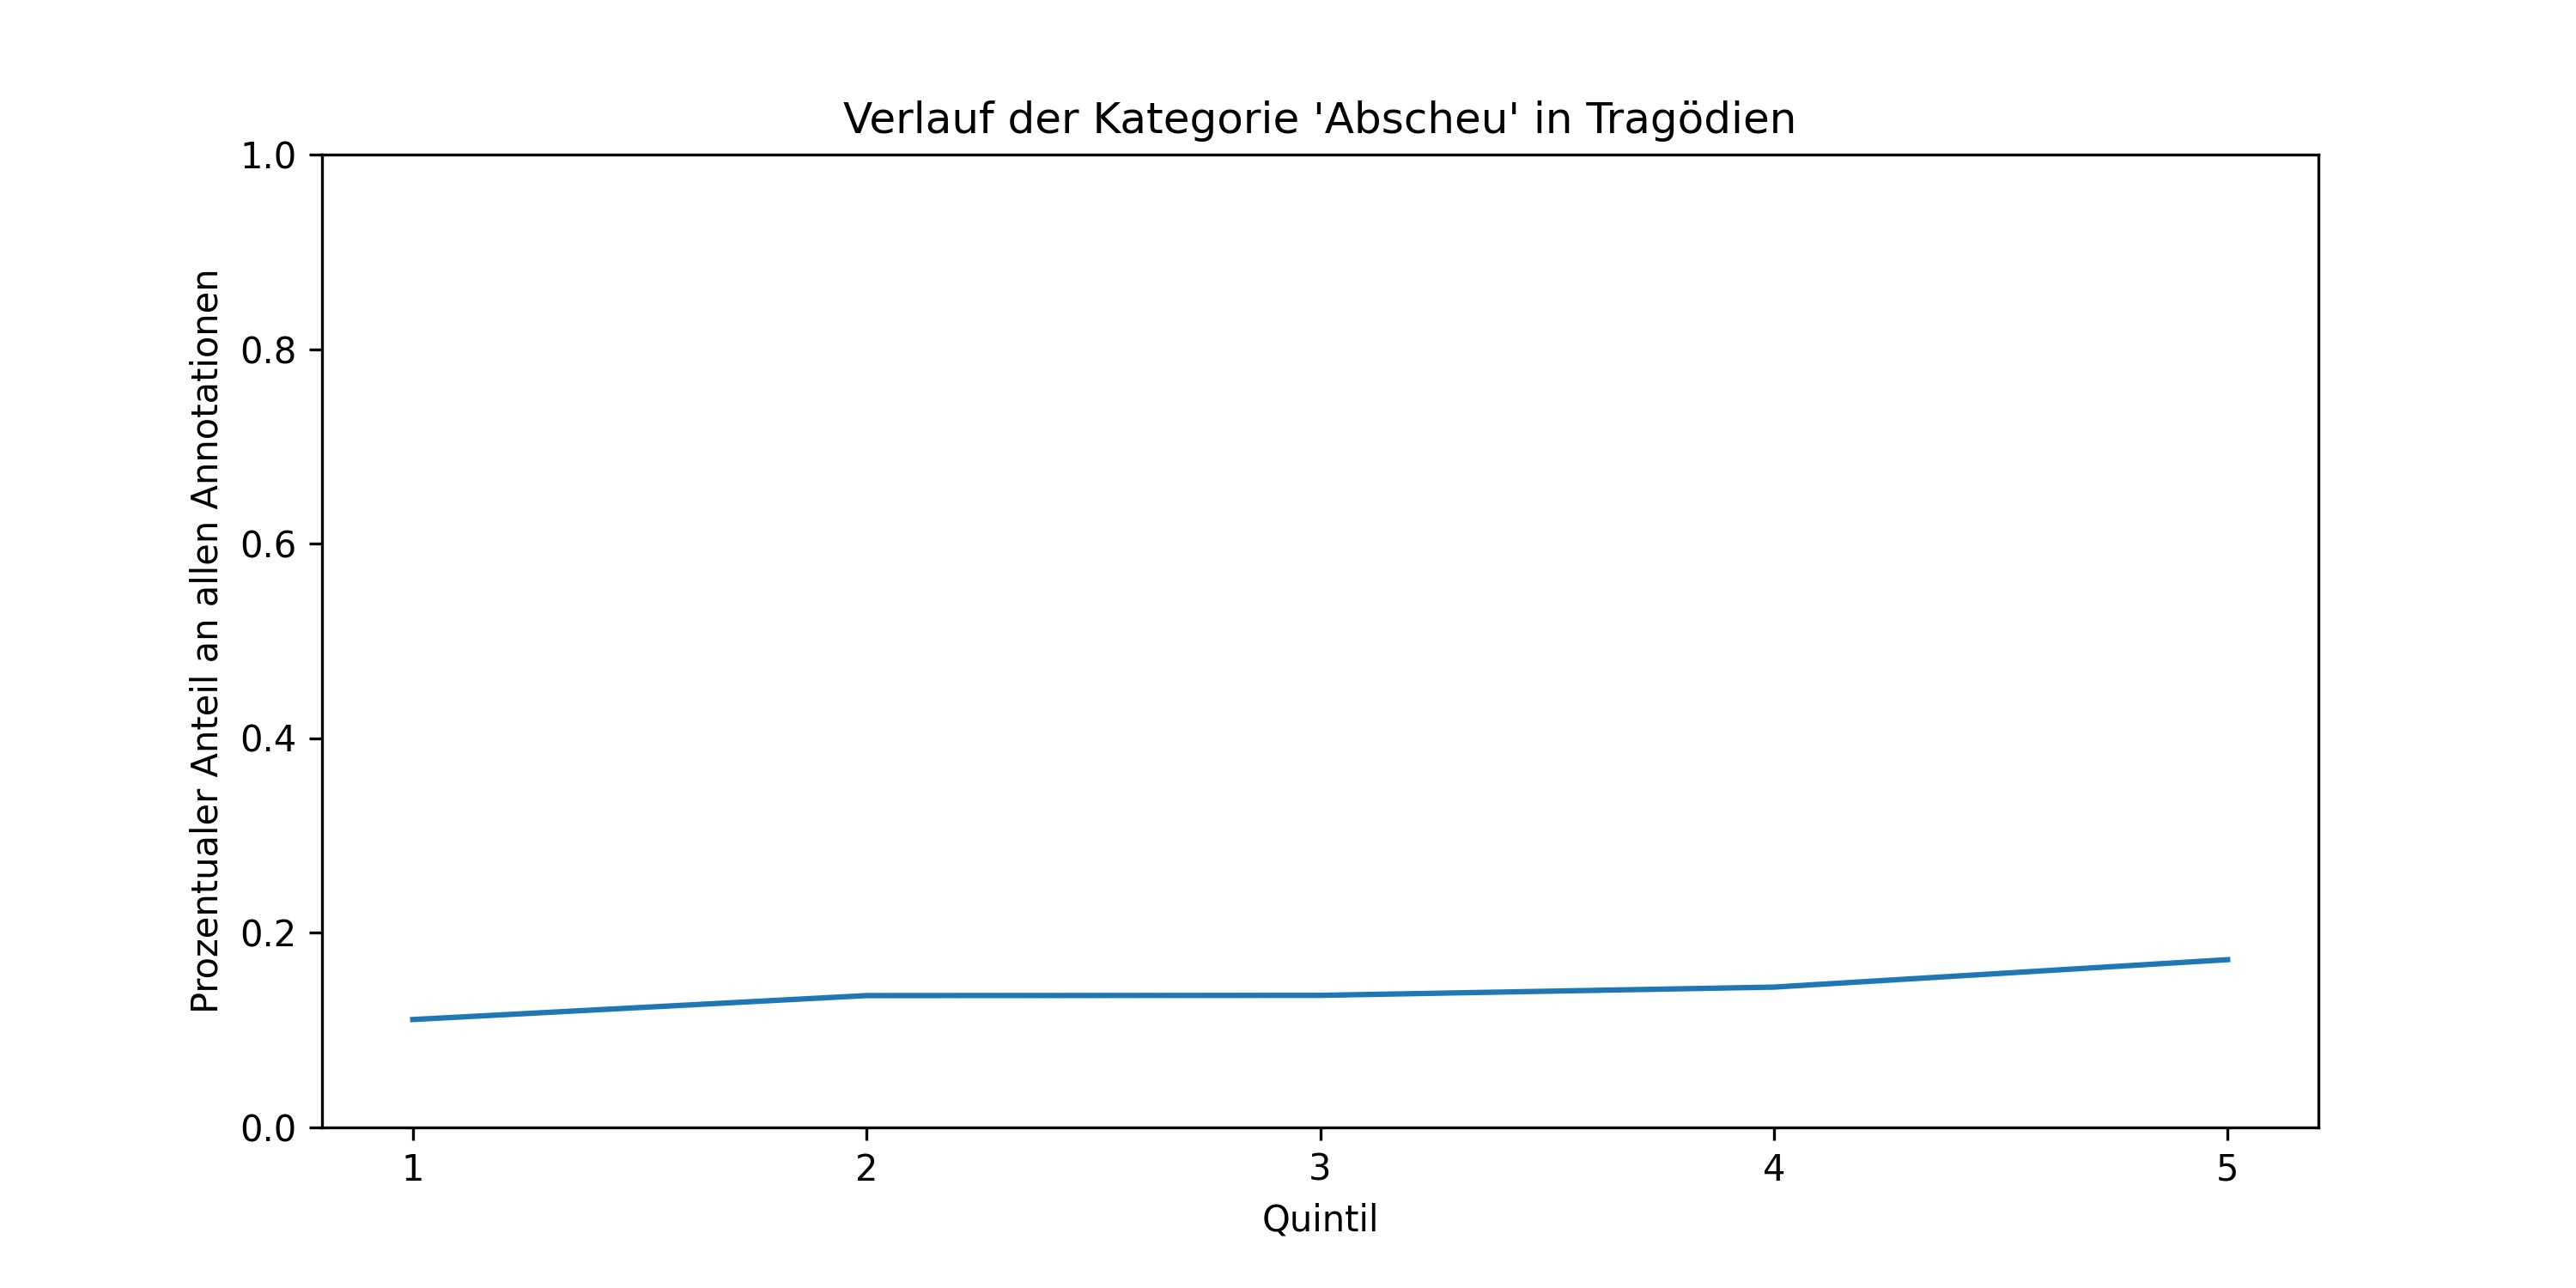 Verlauf der Kategorie 'Abscheu' in Tragödien
Prozentualer Anteil an allen Annotationen
1.0
0.8
0.6
0.4
0.2
0.0
1 2 3 4 5
Quintil